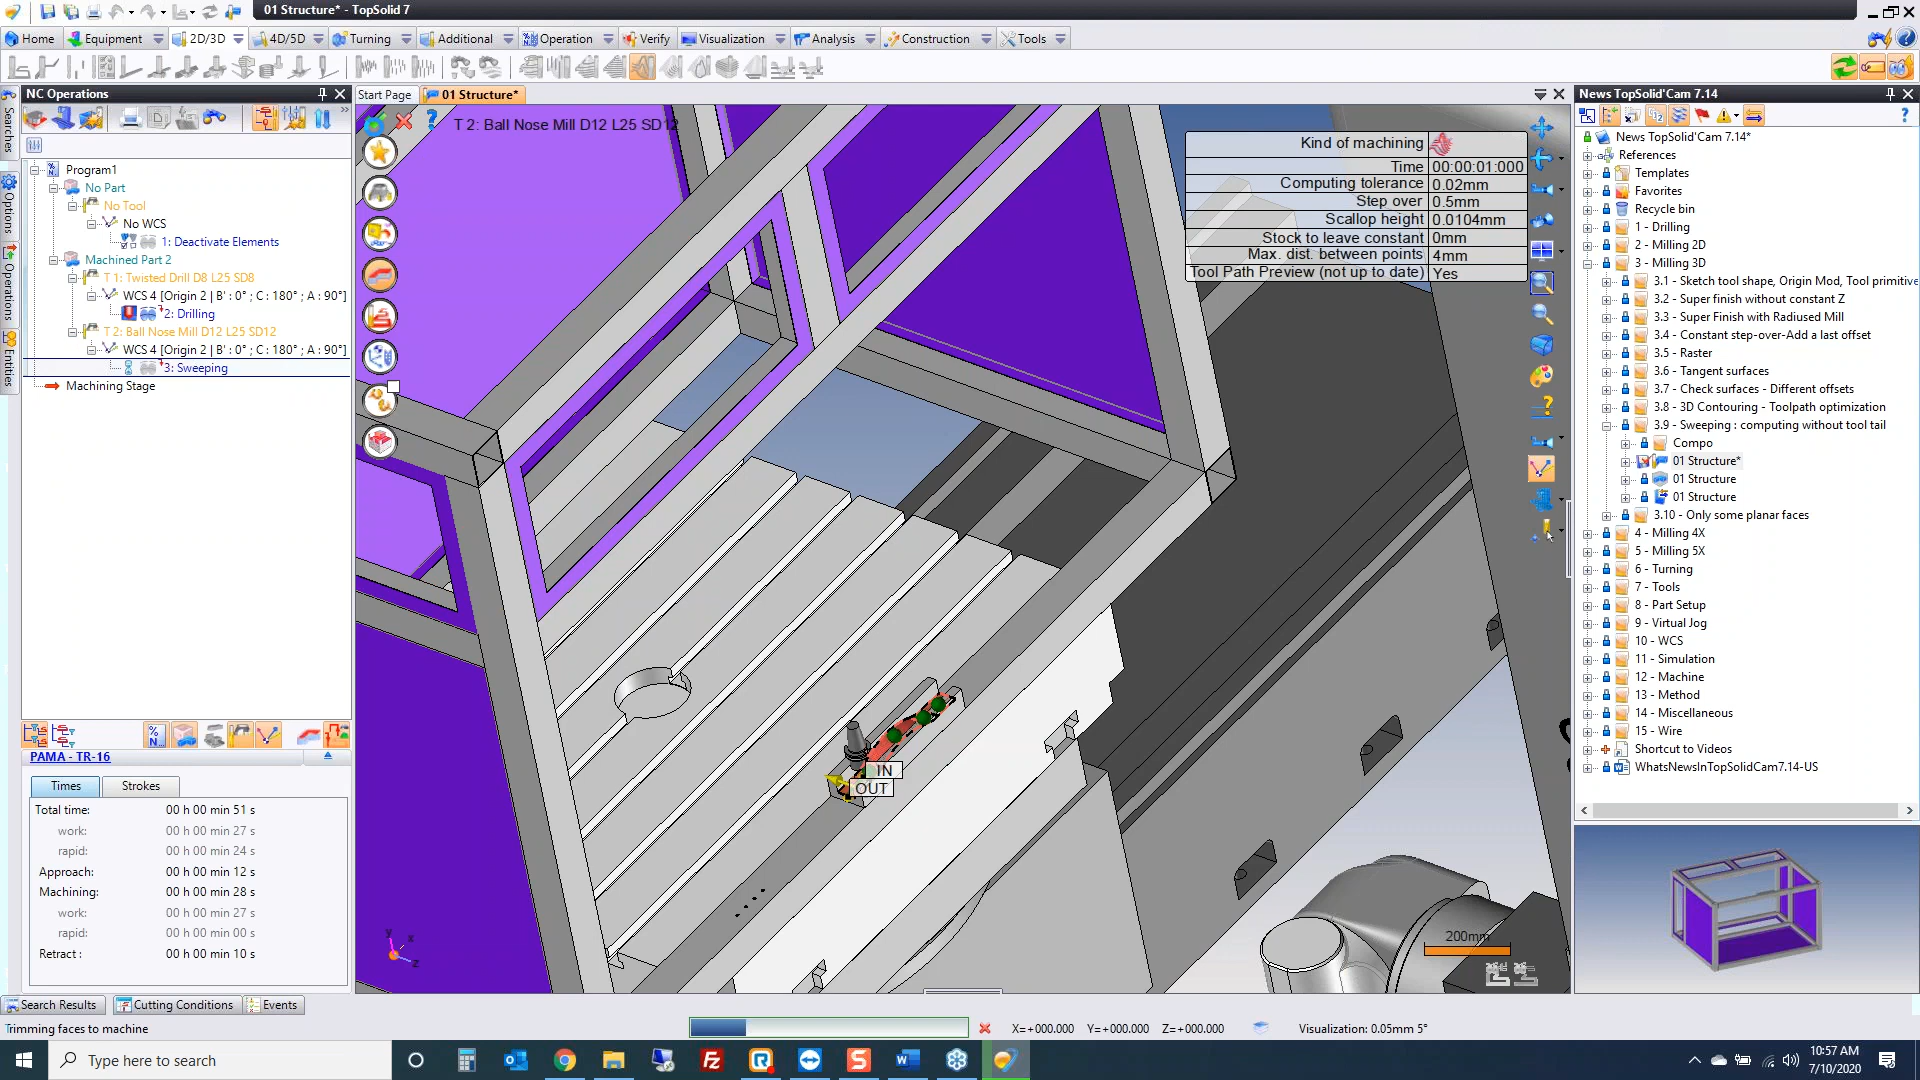 01 Structure* - TopSolid 7
Home
Equipment
2D/3D
4D/5D
Turning
Additional
Operation
Verify
Visualization
Analysis
Construction
Tools
NC Operations
Start Page
01 Structure*
News TopSolid'Cam 7.14
Searches
Options
Operations
Entities
Program1
No Part
No Tool
No WCS
1: Deactivate Elements
Machined Part 2
T 1: Twisted Drill D8 L25 SD8
WCS 4 [Origin 2 | B' : 0° ; C : 180° ; A : 90°]
2: Drilling
T 2: Ball Nose Mill D12 L25 SD12
WCS 4 [Origin 2 | B' : 0° ; C : 180° ; A : 90°]
3: Sweeping
Machining Stage
PAMA - TR-16
Times
Strokes
Total time: 00 h 00 min 51 s
work: 00 h 00 min 27 s
rapid: 00 h 00 min 24 s
Approach: 00 h 00 min 12 s
Machining: 00 h 00 min 28 s
work: 00 h 00 min 27 s
rapid: 00 h 00 min 00 s
Retract : 00 h 00 min 10 s
T 2: Ball Nose Mill D12 L25 SD12
Kind of machining
Time 00:00:01:000
Computing tolerance 0.02mm
Step over 0.5mm
Scallop height 0.0104mm
Stock to leave constant 0mm
Max. dist. between points 4mm
Tool Path Preview (not up to date) Yes
IN
OUT
200mm
y
x
z
News TopSolid'Cam 7.14*
References
Templates
Favorites
Recycle bin
1 - Drilling
2 - Milling 2D
3 - Milling 3D
3.1 - Sketch tool shape, Origin Mod, Tool primitive
3.2 - Super finish without constant Z
3.3 - Super Finish with Radiused Mill
3.4 - Constant step-over-Add a last offset
3.5 - Raster
3.6 - Tangent surfaces
3.7 - Check surfaces - Different offsets
3.8 - 3D Contouring - Toolpath optimization
3.9 - Sweeping : computing without tool tail
Compo
01 Structure*
01 Structure
01 Structure
3.10 - Only some planar faces
4 - Milling 4X
5 - Milling 5X
6 - Turning
7 - Tools
8 - Part Setup
9 - Virtual Jog
10 - WCS
11 - Simulation
12 - Machine
13 - Method
14 - Miscellaneous
15 - Wire
Shortcut to Videos
WhatsNewInTopSolidCam7.14-US
Search Results
Cutting Conditions
Events
Trimming faces to machine
X=+000.000 Y=+000.000 Z=+000.000
Visualization: 0.05mm 5°
Type here to search
10:57 AM
7/10/2020